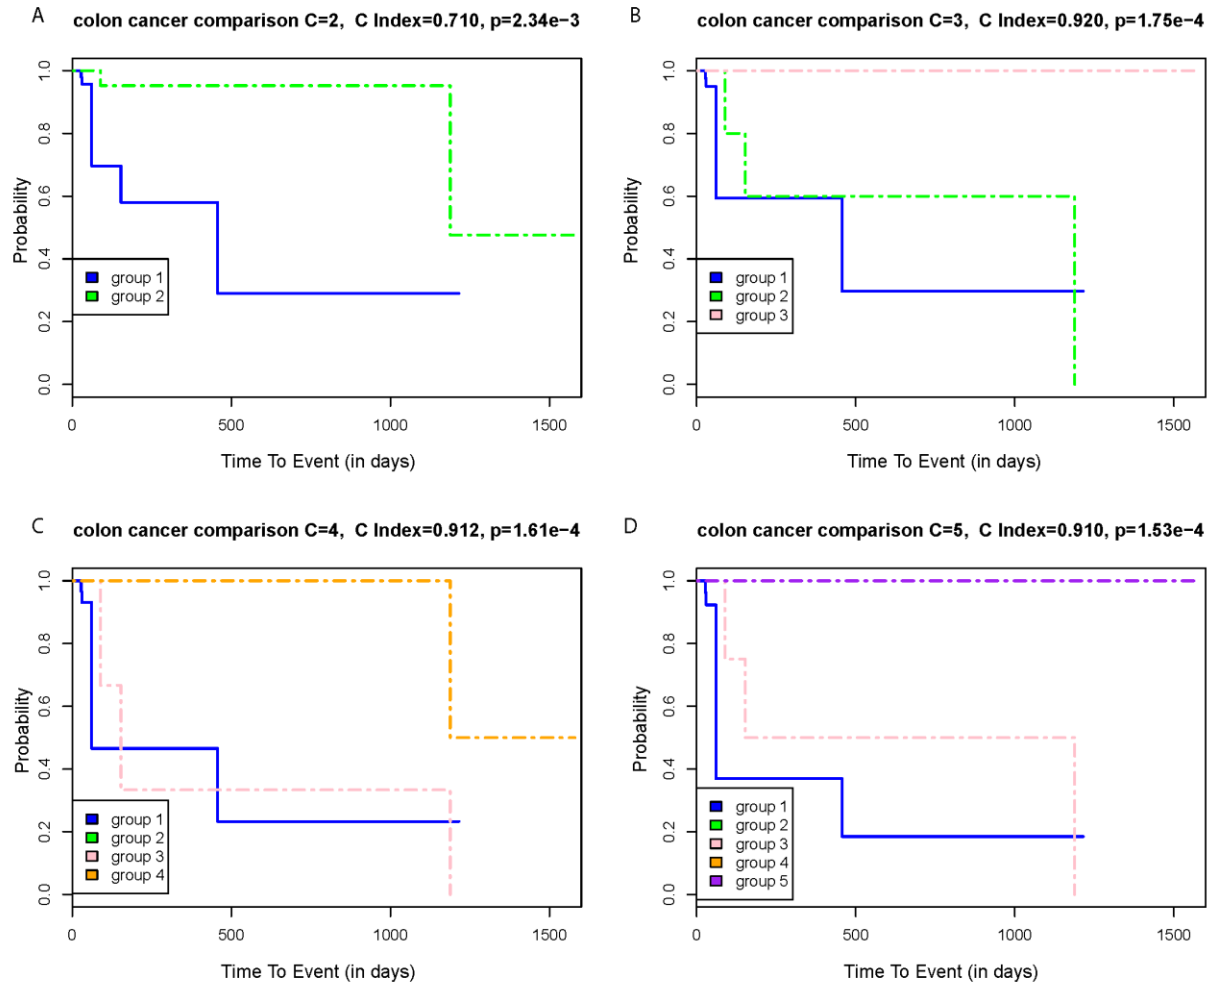 A
colon cancer comparison C=2,  C Index=0.710, p=2.34e−3
Probability
1.0
0.8
0.6
0.4
0.2
0.0
group 1
group 2
0 500 1000 1500
Time To Event (in days)
B
colon cancer comparison C=3,  C Index=0.920, p=1.75e−4
Probability
1.0
0.8
0.6
0.4
0.2
0.0
group 1
group 2
group 3
0 500 1000 1500
Time To Event (in days)
C
colon cancer comparison C=4,  C Index=0.912, p=1.61e−4
Probability
1.0
0.8
0.6
0.4
0.2
0.0
group 1
group 2
group 3
group 4
0 500 1000 1500
Time To Event (in days)
D
colon cancer comparison C=5,  C Index=0.910, p=1.53e−4
Probability
1.0
0.8
0.6
0.4
0.2
0.0
group 1
group 2
group 3
group 4
group 5
0 500 1000 1500
Time To Event (in days)